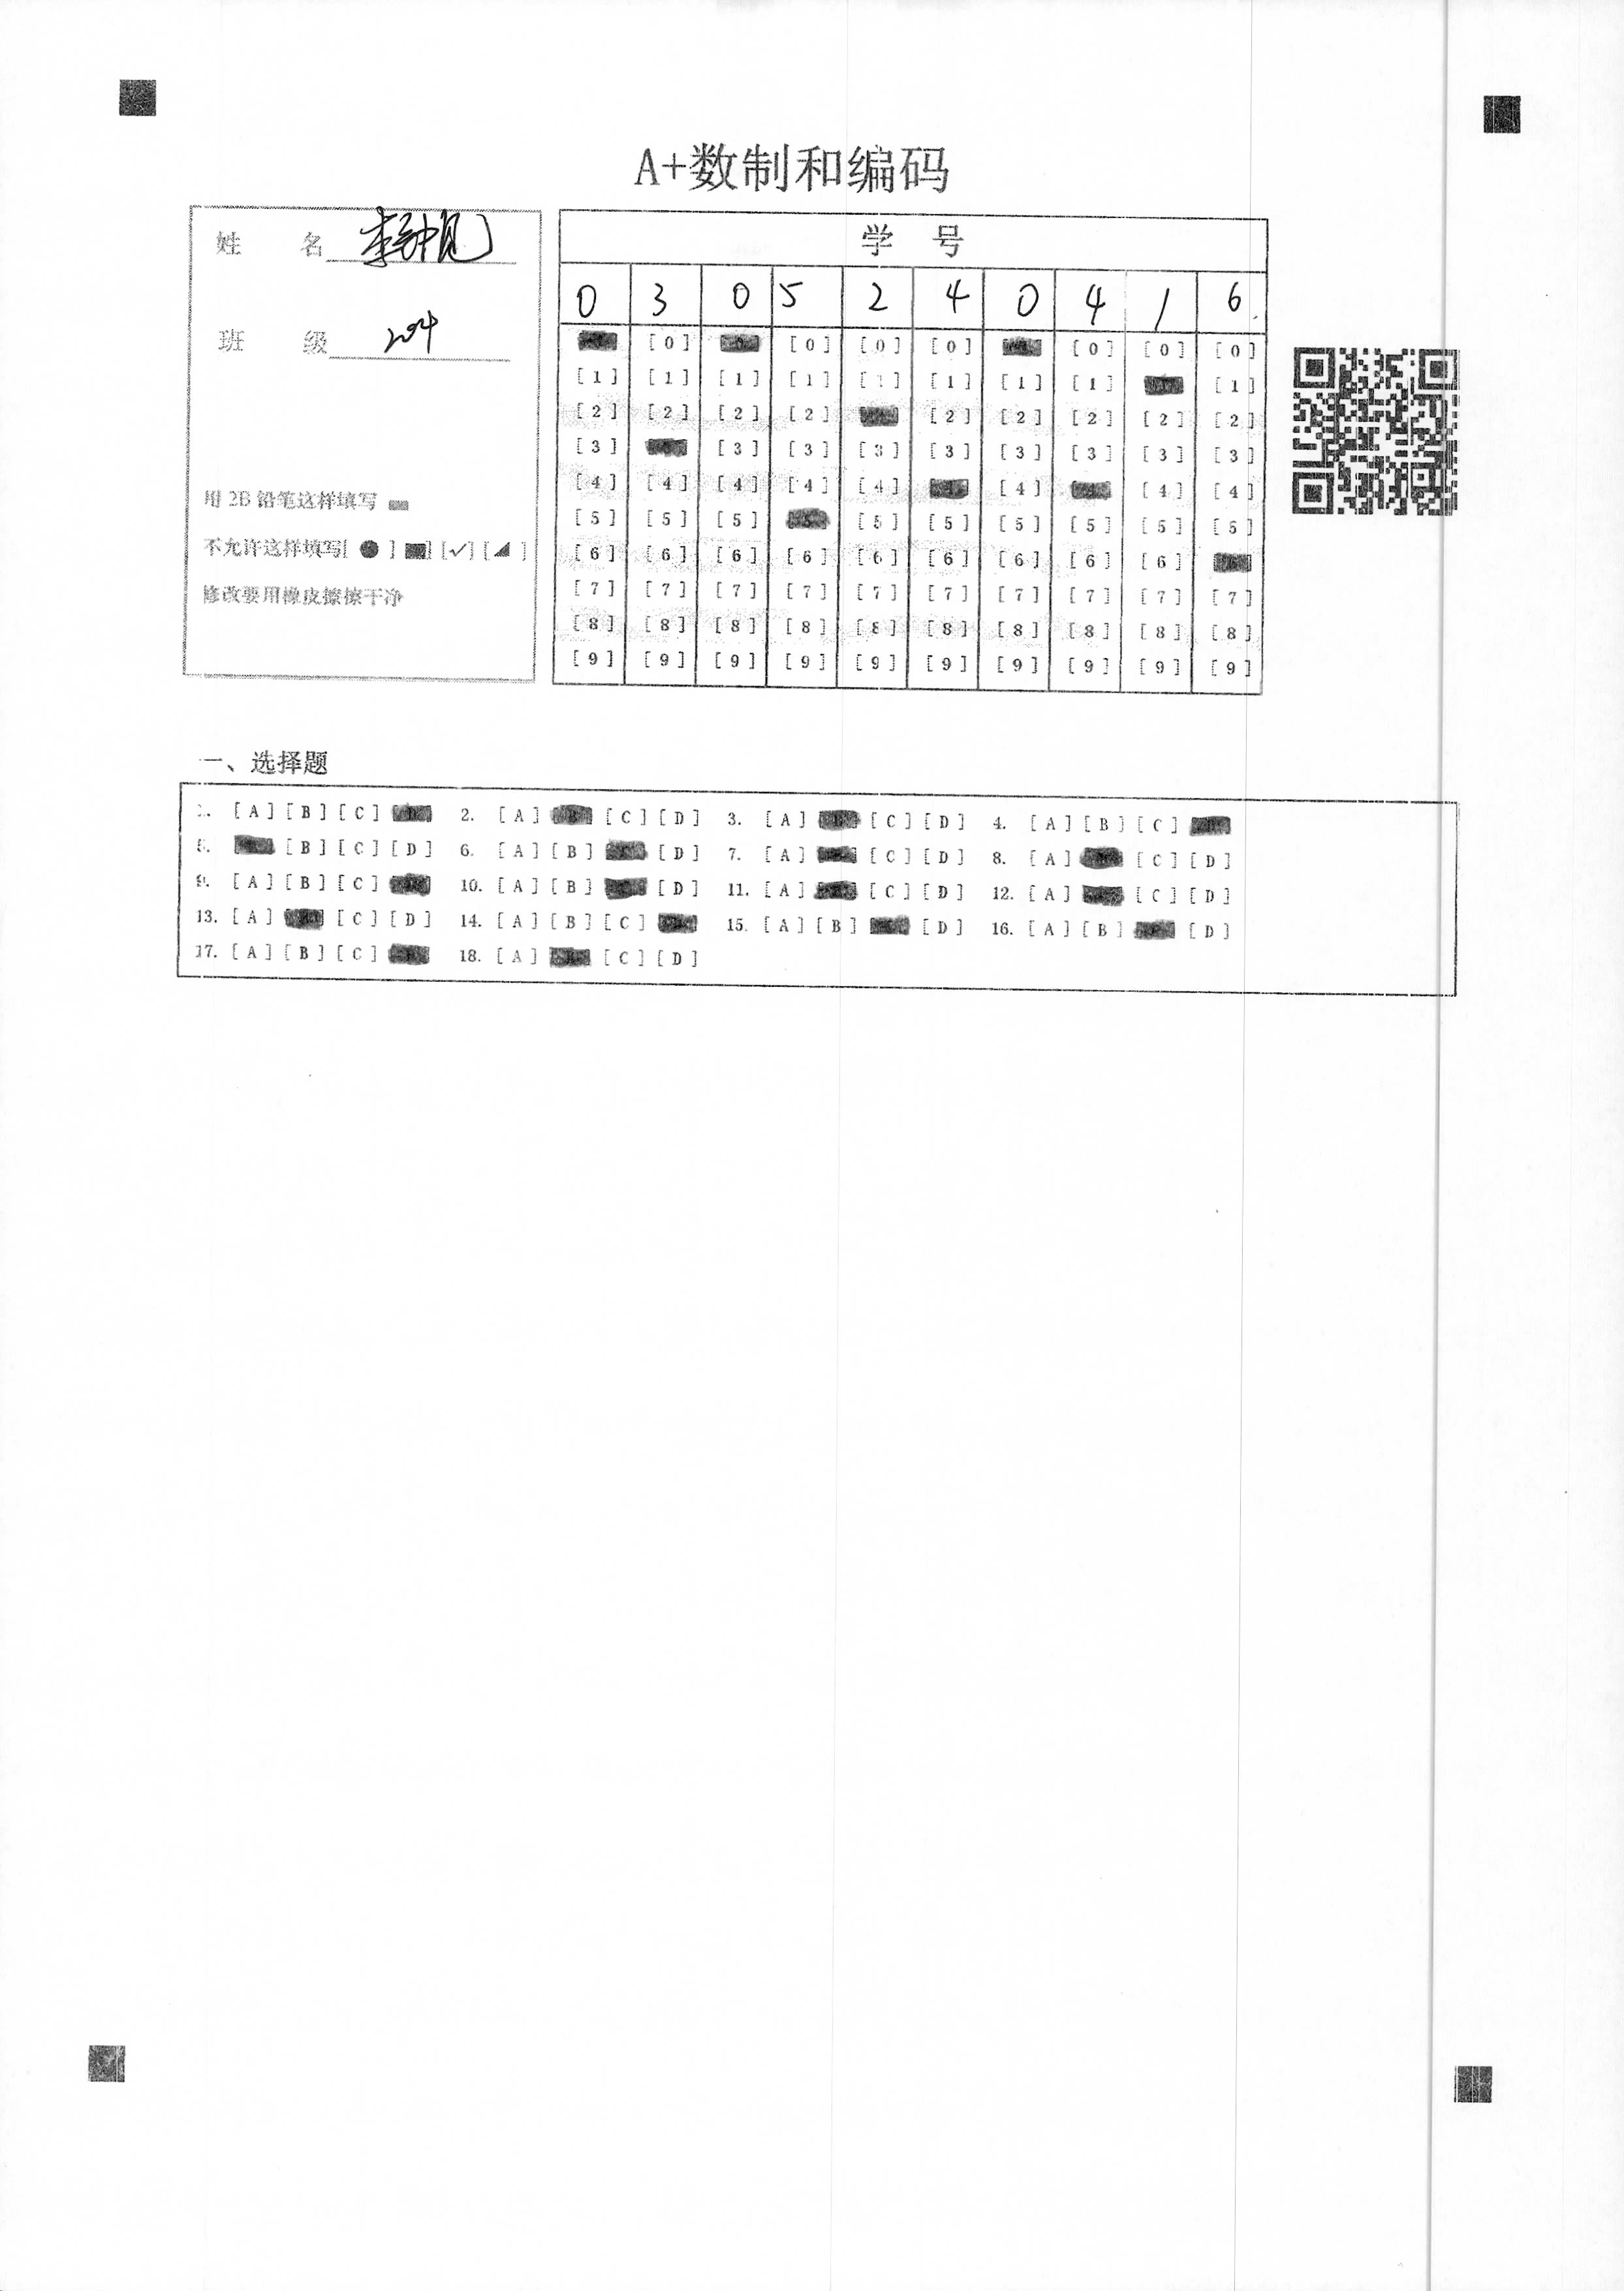 A+数制和编码
姓 名
班 级 204
用 2B 铅笔这样填写
不允许这样填写[ ● ] [■] [✓] [◢ ]
修改要用橡皮擦擦干净
学 号
0 3 0 5 2 4 0 4 1 6
[0] [0] [0] [0] [0] [0]
[1] [1] [1] [1] [1] [1] [1] [1] [1]
[2] [2] [2] [2] [2] [2] [2] [2] [2]
[3] [3] [3] [3] [3] [3] [3] [3] [3]
[4] [4] [4] [4] [4] [4] [4] [4]
[5] [5] [5] [5] [5] [5] [5] [5] [5]
[6] [6] [6] [6] [6] [6] [6] [6] [6]
[7] [7] [7] [7] [7] [7] [7] [7] [7] [7]
[8] [8] [8] [8] [8] [8] [8] [8] [8] [8]
[9] [9] [9] [9] [9] [9] [9] [9] [9] [9]
一、选择题
1. [A] [B] [C] 2. [A] [C] [D] 3. [A] [C] [D] 4. [A] [B] [C]
5. [B] [C] [D] 6. [A] [B] [D] 7. [A] [C] [D] 8. [A] [C] [D]
9. [A] [B] [C] 10. [A] [B] [D] 11. [A] [C] [D] 12. [A] [C] [D]
13. [A] [C] [D] 14. [A] [B] [C] 15. [A] [B] [D] 16. [A] [B] [D]
17. [A] [B] [C] 18. [A] [C] [D]